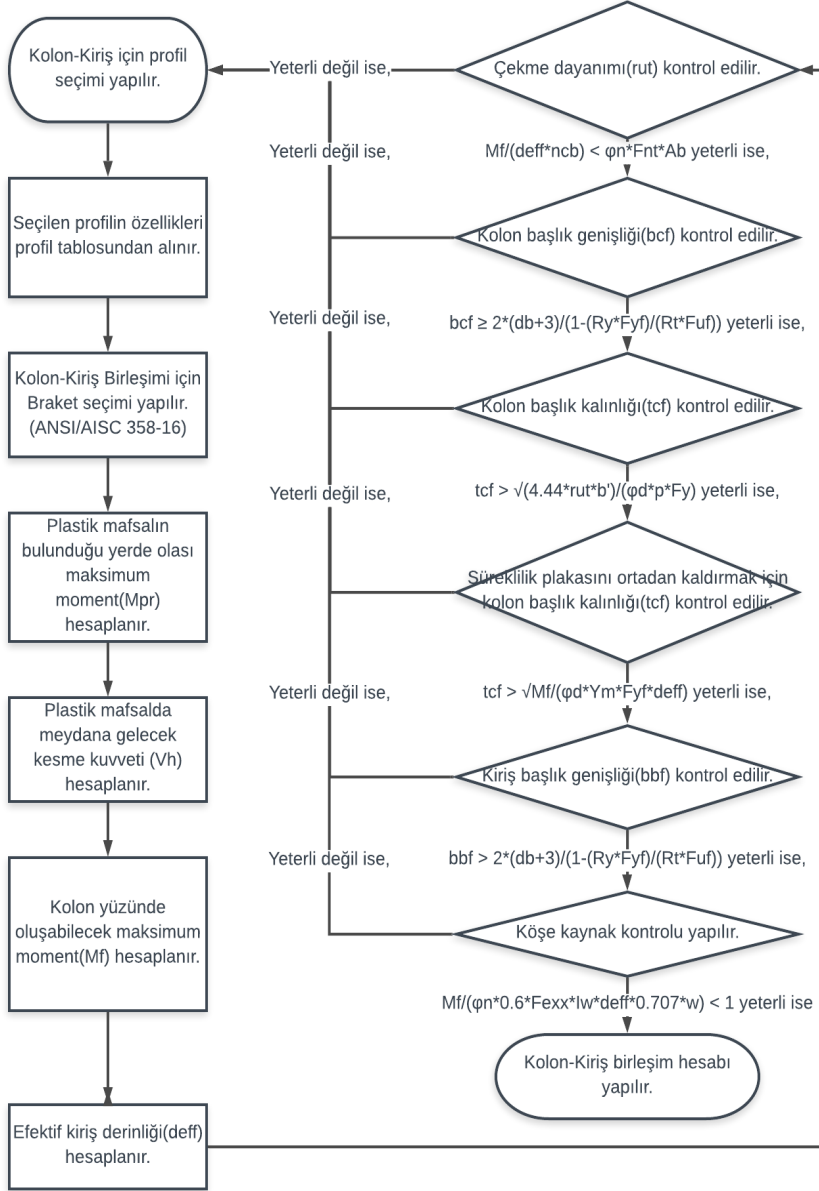 Kolon-Kiriş için profil
seçimi yapılır.
Seçilen profilin özellikleri
profil tablosundan alınır.
Kolon-Kiriş Birleşimi için
Braket seçimi yapılır.
(ANSI/AISC 358-16)
Plastik mafsalın
bulunduğu yerde olası
maksimum
moment(Mpr)
hesaplanır.
Plastik mafsalda
meydana gelecek
kesme kuvveti (Vh)
hesaplanır.
Kolon yüzünde
oluşabilecek maksimum
moment(Mf) hesaplanır.
Efektif kiriş derinliği(deff)
hesaplanır.
Yeterli değil ise,
Yeterli değil ise,
Yeterli değil ise,
Yeterli değil ise,
Yeterli değil ise,
Yeterli değil ise,
Çekme dayanımı(rut) kontrol edilir.
Mf/(deff*ncb) < φn*Fnt*Ab yeterli ise,
Kolon başlık genişliği(bcf) kontrol edilir.
bcf ≥ 2*(db+3)/(1-(Ry*Fyf)/(Rt*Fuf)) yeterli ise,
Kolon başlık kalınlığı(tcf) kontrol edilir.
tcf > √(4.44*rut*b')/(φd*p*Fy) yeterli ise,
Süreklilik plakasını ortadan kaldırmak için
kolon başlık kalınlığı(tcf) kontrol edilir.
tcf > √Mf/(φd*Ym*Fyf*deff) yeterli ise,
Kiriş başlık genişliği(bbf) kontrol edilir.
bbf > 2*(db+3)/(1-(Ry*Fyf)/(Rt*Fuf)) yeterli ise,
Köşe kaynak kontrolu yapılır.
Mf/(φn*0.6*Fexx*Iw*deff*0.707*w) < 1 yeterli ise
Kolon-Kiriş birleşim hesabı
yapılır.